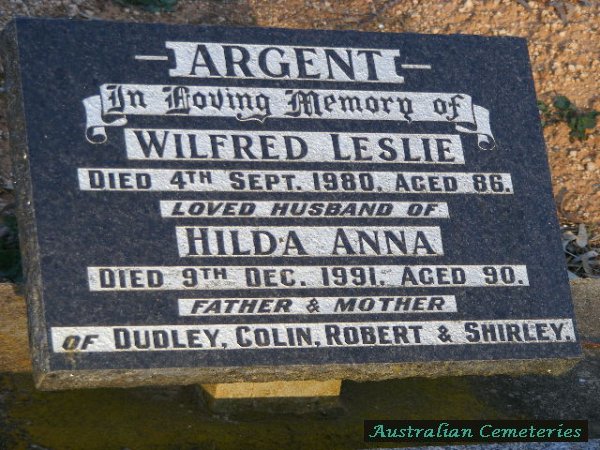 ARGENT
In Loving Memory of
WILFRED LESLIE
DIED 4TH SEPT. 1980. AGED 86.
LOVED HUSBAND OF
HILDA ANNA
DIED 9TH DEC. 1991. AGED 90.
FATHER & MOTHER
OF DUDLEY, COLIN, ROBERT & SHIRLEY.
Australian Cemeteries